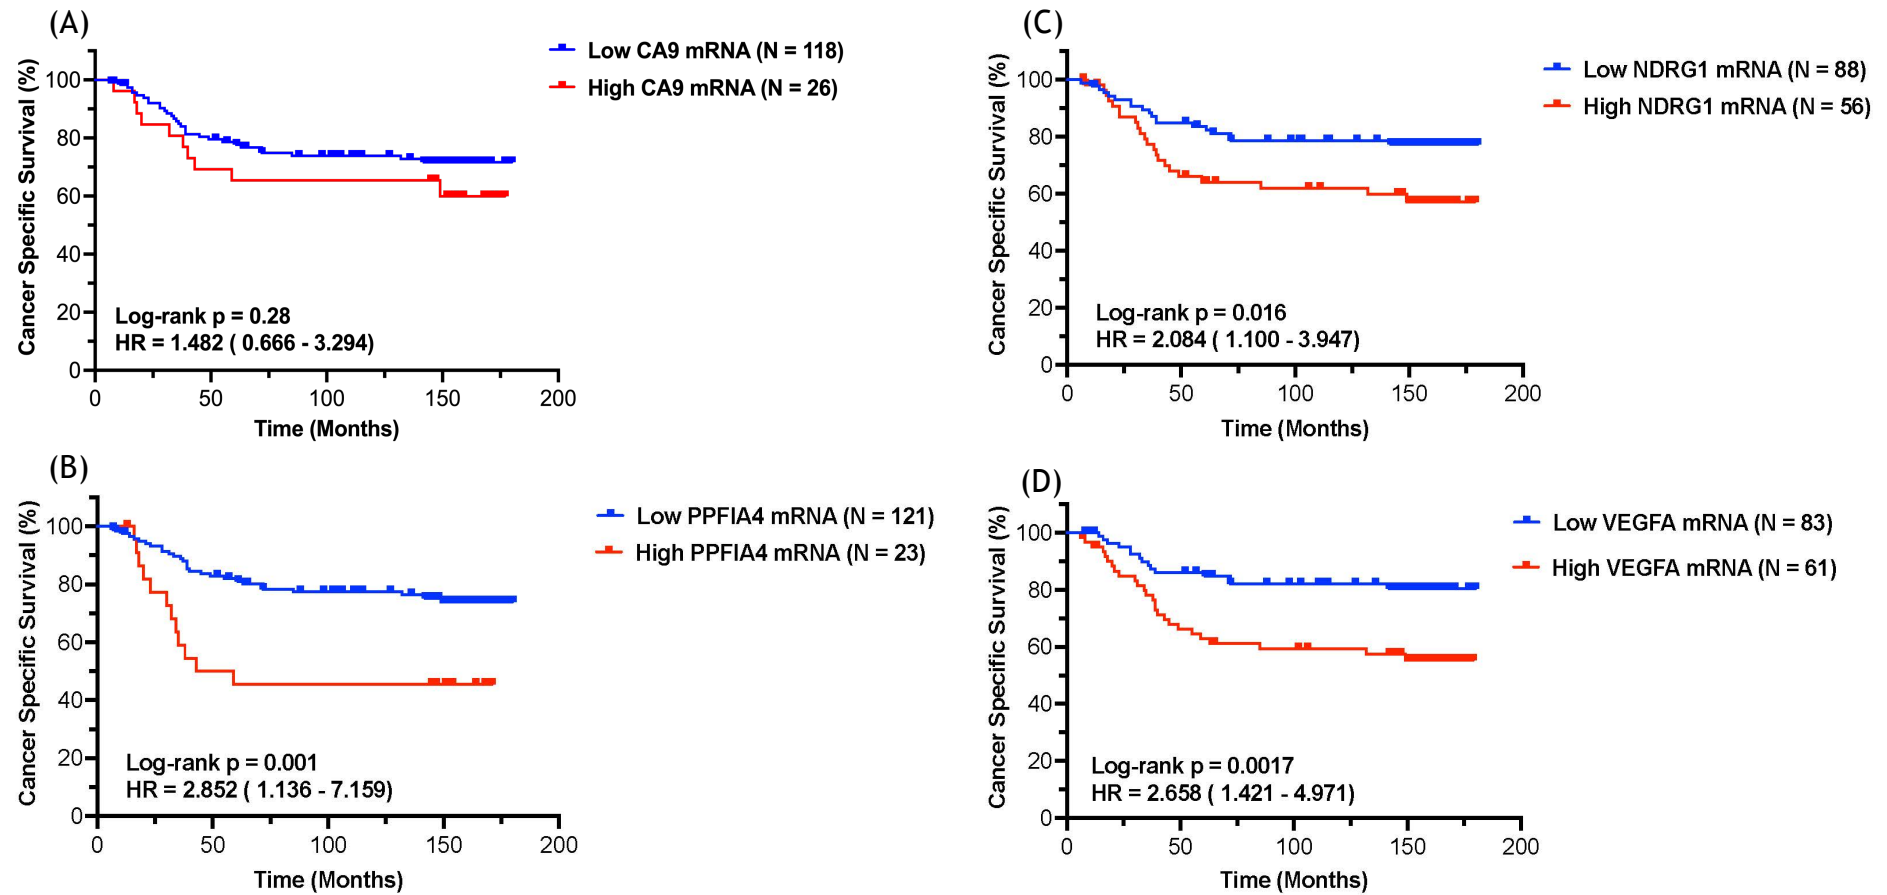 (A)
Low CA9 mRNA (N = 118)
High CA9 mRNA (N = 26)
Cancer Specific Survival (%)
100
80
60
40
20
0
Log-rank p = 0.28
HR = 1.482 ( 0.666 - 3.294)
0 50 100 150 200
Time (Months)
(B)
Low PPFIA4 mRNA (N = 121)
High PPFIA4 mRNA (N = 23)
Cancer Specific Survival (%)
100
80
60
40
20
0
Log-rank p = 0.001
HR = 2.852 ( 1.136 - 7.159)
0 50 100 150 200
Time (Months)
(C)
Low NDRG1 mRNA (N = 88)
High NDRG1 mRNA (N = 56)
Cancer Specific Survival (%)
100
80
60
40
20
0
Log-rank p = 0.016
HR = 2.084 ( 1.100 - 3.947)
0 50 100 150 200
Time (Months)
(D)
Low VEGFA mRNA (N = 83)
High VEGFA mRNA (N = 61)
Cancer Specific Survival (%)
100
80
60
40
20
0
Log-rank p = 0.0017
HR = 2.658 ( 1.421 - 4.971)
0 50 100 150 200
Time (Months)